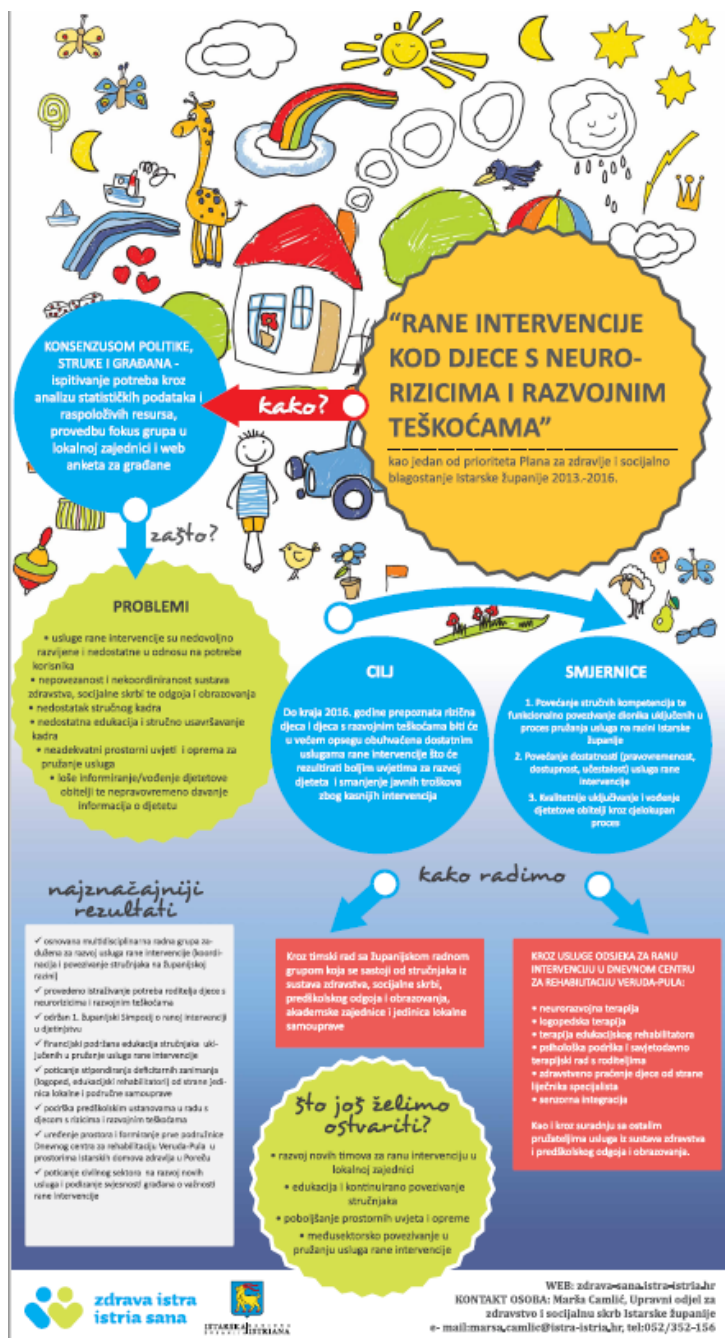 "RANE INTERVENCIJE
KOD DJECE S NEURO-
RIZICIMA I RAZVOJNIM
TEŠKOĆAMA"
kao jedan od prioriteta Plana za zdravlje i socijalno
blagostanje Istarske županije 2013.-2016.
kako?
KONSENZUSOM POLITIKE,
STRUKE I GRAĐANA -
ispitivanje potreba kroz
analizu statističkih podataka i
raspoloživih resursa,
provedbu fokus grupa u
lokalnoj zajednici i web
anketa za građane
zašto?
PROBLEMI
• usluge rane intervencije su nedovoljno
razvijene i nedostatne u odnosu na potrebe
korisnika
• nepovezanost i nekoordiniranost sustava
zdravstva, socijalne skrbi te odgoja i obrazovanja
• nedostatak stručnog kadra
• nedostatna edukacija i stručno usavršavanje
kadra
• neadekvatni prostorni uvjeti i oprema za
pružanje usluga
• loše informiranje/vođenje djetetove
obitelji te nepravovremeno davanje
informacija o djetetu
CILJ
Do kraja 2016. godine prepoznata rizična
djeca i djeca s razvojnim teškoćama biti će
u većem opsegu obuhvaćena dostatnim
uslugama rane intervencije što će
rezultirati boljim uvjetima za razvoj
djeteta i smanjenje javnih troškova
zbog kasnijih intervencija
SMJERNICE
1. Povećanje stručnih kompetencija te
funkcionalno povezivanje dionika uključenih u
proces pružanja usluga na razini Istarske
županije
2. Povećanje dostatnosti (pravovremenost,
dostupnost, učestalost) usluga rane
intervencije
3. Kvalitetnije uključivanje i vođenje
djetetove obitelji kroz cjelokupan
proces
kako radimo
najznačajniji
rezultati
✓ osnovana multidisciplinarna radna grupa za-
dužena za razvoj usluga rane intervencije (koordi-
nacija i povezivanje stručnjaka na županijskoj
razini)
✓ provedeno istraživanje potreba roditelja djece s
neurorizicima i razvojnim teškoćama
✓ održan 1. županijski Simpozij o ranoj intervenciji
u djetinjstvu
✓ financijski podržana edukacija stručnjaka uklj-
jučenih u pružanje usluga rane intervencije
✓ poticanje stipendiranja deficitarnih zanimanja
(logoped, edukacijski rehabilitatori) od strane jedi-
nica lokalne i područne samouprave
✓ podrška predškolskim ustanovama u radu s
djecom s rizicima i razvojnim teškoćama
✓ uređenje prostora i formiranje prve podružnice
Dnevnog centra za rehabilitaciju Veruda-Pula u
prostorima Istarskih domova zdravlja u Poreču
✓ poticanje civilnog sektora na razvoj novih
usluga i podizanje svjesnosti građana o važnosti
rane intervencije
Kroz timski rad sa županijskom radnom
grupom koja se sastoji od stručnjaka iz
sustava zdravstva, socijalne skrbi,
predškolskog odgoja i obrazovanja,
akademske zajednice i jedinica lokalne
samouprave
KROZ USLUGE ODSJEKA ZA RANU
INTERVENCIJU U DNEVNOM CENTRU
ZA REHABILITACIJU VERUDA-PULA:
• neurorazvojna terapija
• logopedska terapija
• terapija edukacijskog rehabilitatora
• psihološka podrška i savjetodavno
terapijski rad s roditeljima
• zdravstveno praćenje djece od strane
liječnika specijalista
• senzorna integracija
Kao i kroz suradnju sa ostalim
pružateljima usluga iz sustava zdravstva
i predškolskog odgoja i obrazovanja.
što još želimo
ostvariti?
• razvoj novih timova za ranu intervenciju u
lokalnoj zajednici
• edukacija i kontinuirano povezivanje
stručnjaka
• poboljšanje prostornih uvjeta i opreme
• međusektorsko povezivanje u
pružanju usluga rane intervencije
zdrava istra
istria sana
WEB: zdrava-sana.istra-istria.hr
KONTAKT OSOBA: Marša Camlić, Upravni odjel za
zdravstvo i socijalnu skrb Istarske županije
e- mail:marsa.camlic@istra-istria.hr, tel:052/352-156